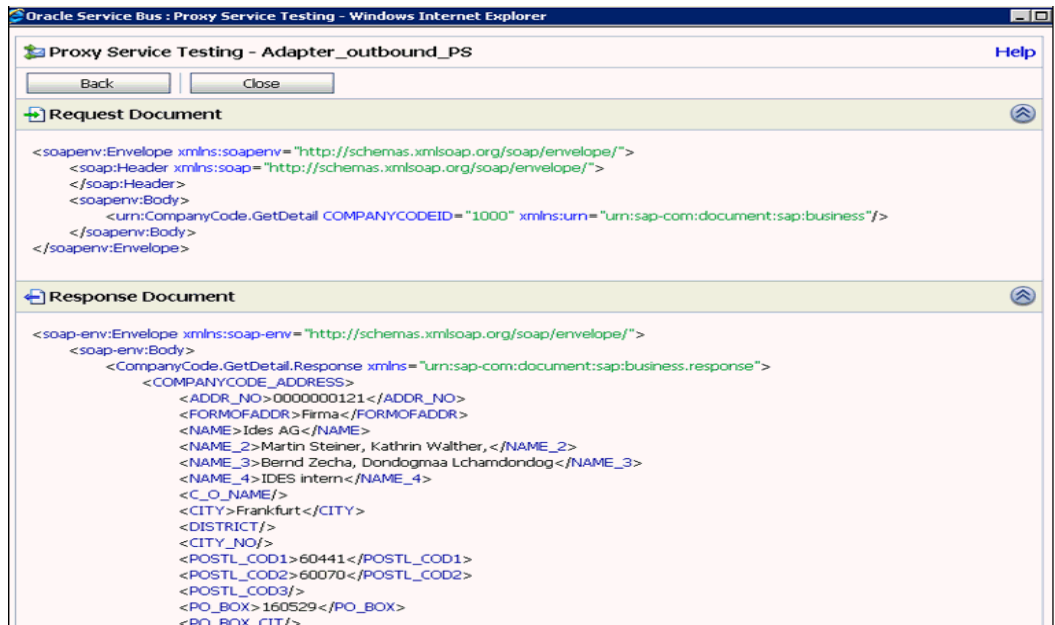 Oracle Service Bus : Proxy Service Testing - Windows Internet Explorer
Proxy Service Testing - Adapter_outbound_PS
Help
Back
Close
Request Document
<soapenv:Envelope xmlns:soapenv="http://schemas.xmlsoap.org/soap/envelope/">
<soap:Header xmlns:soap="http://schemas.xmlsoap.org/soap/envelope/">
</soap:Header>
<soapenv:Body>
<urn:CompanyCode.GetDetail COMPANYCODEID="1000" xmlns:urn="urn:sap-com:document:sap:business"/>
</soapenv:Body>
</soapenv:Envelope>
Response Document
<soap-env:Envelope xmlns:soap-env="http://schemas.xmlsoap.org/soap/envelope/">
<soap-env:Body>
<CompanyCode.GetDetail.Response xmlns="urn:sap-com:document:sap:business.response">
<COMPANYCODE_ADDRESS>
<ADDR_NO>0000000121</ADDR_NO>
<FORMOFADDR>Firma</FORMOFADDR>
<NAME>Ides AG</NAME>
<NAME_2>Martin Steiner, Kathrin Walther,</NAME_2>
<NAME_3>Bernd Zecha, Dondogmaa Lchamdondog</NAME_3>
<NAME_4>IDES intern</NAME_4>
<C_O_NAME/>
<CITY>Frankfurt</CITY>
<DISTRICT/>
<CITY_NO/>
<POSTL_COD1>60441</POSTL_COD1>
<POSTL_COD2>60070</POSTL_COD2>
<POSTL_COD3/>
<PO_BOX>160529</PO_BOX>
<PO_BOX_CIT/>